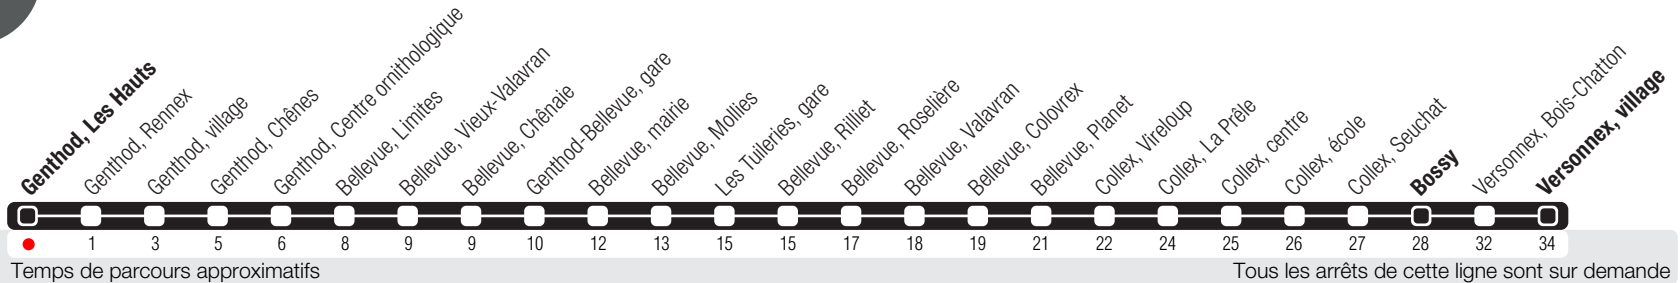 Genthod, Les Hauts
Genthod, Rennex
Genthod, village
Genthod, Chênes
Genthod, Centre ornithologique
Bellevue, Limites
Bellevue, Vieux-Valavran
Bellevue, Chênaie
Genthod-Bellevue, gare
Bellevue, mairie
Bellevue, Mollies
Les Tuileries, gare
Bellevue, Rilliet
Bellevue, Roselière
Bellevue, Valavran
Bellevue, Colovrex
Bellevue, Planet
Collex, Vireloup
Collex, La Prêle
Collex, centre
Collex, école
Collex, Seuchat
Bossy
Versonnex, Bois-Chatton
Versonnex, village
1 3 5 6 8 9 9 10 12 13 15 15 17 18 19 21 22 24 25 26 27 28 32 34
Temps de parcours approximatifs
Tous les arrêts de cette ligne sont sur demande